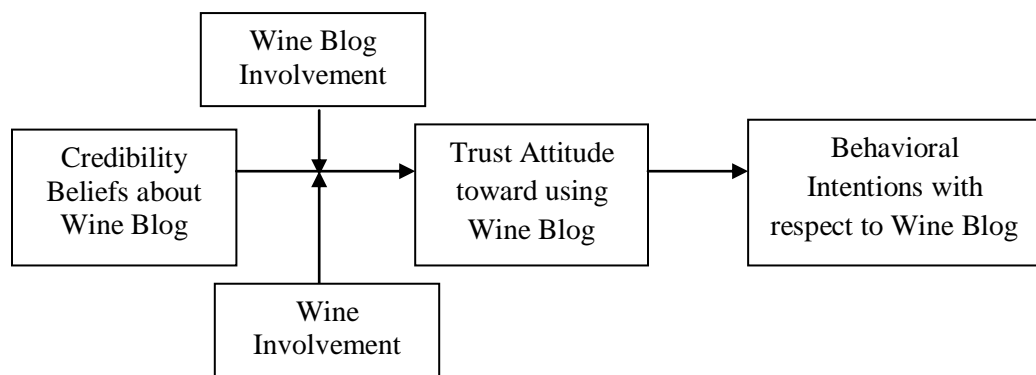 Wine Blog
Involvement
Credibility
Beliefs about
Wine Blog
Trust Attitude
toward using
Wine Blog
Behavioral
Intentions with
respect to Wine Blog
Wine
Involvement